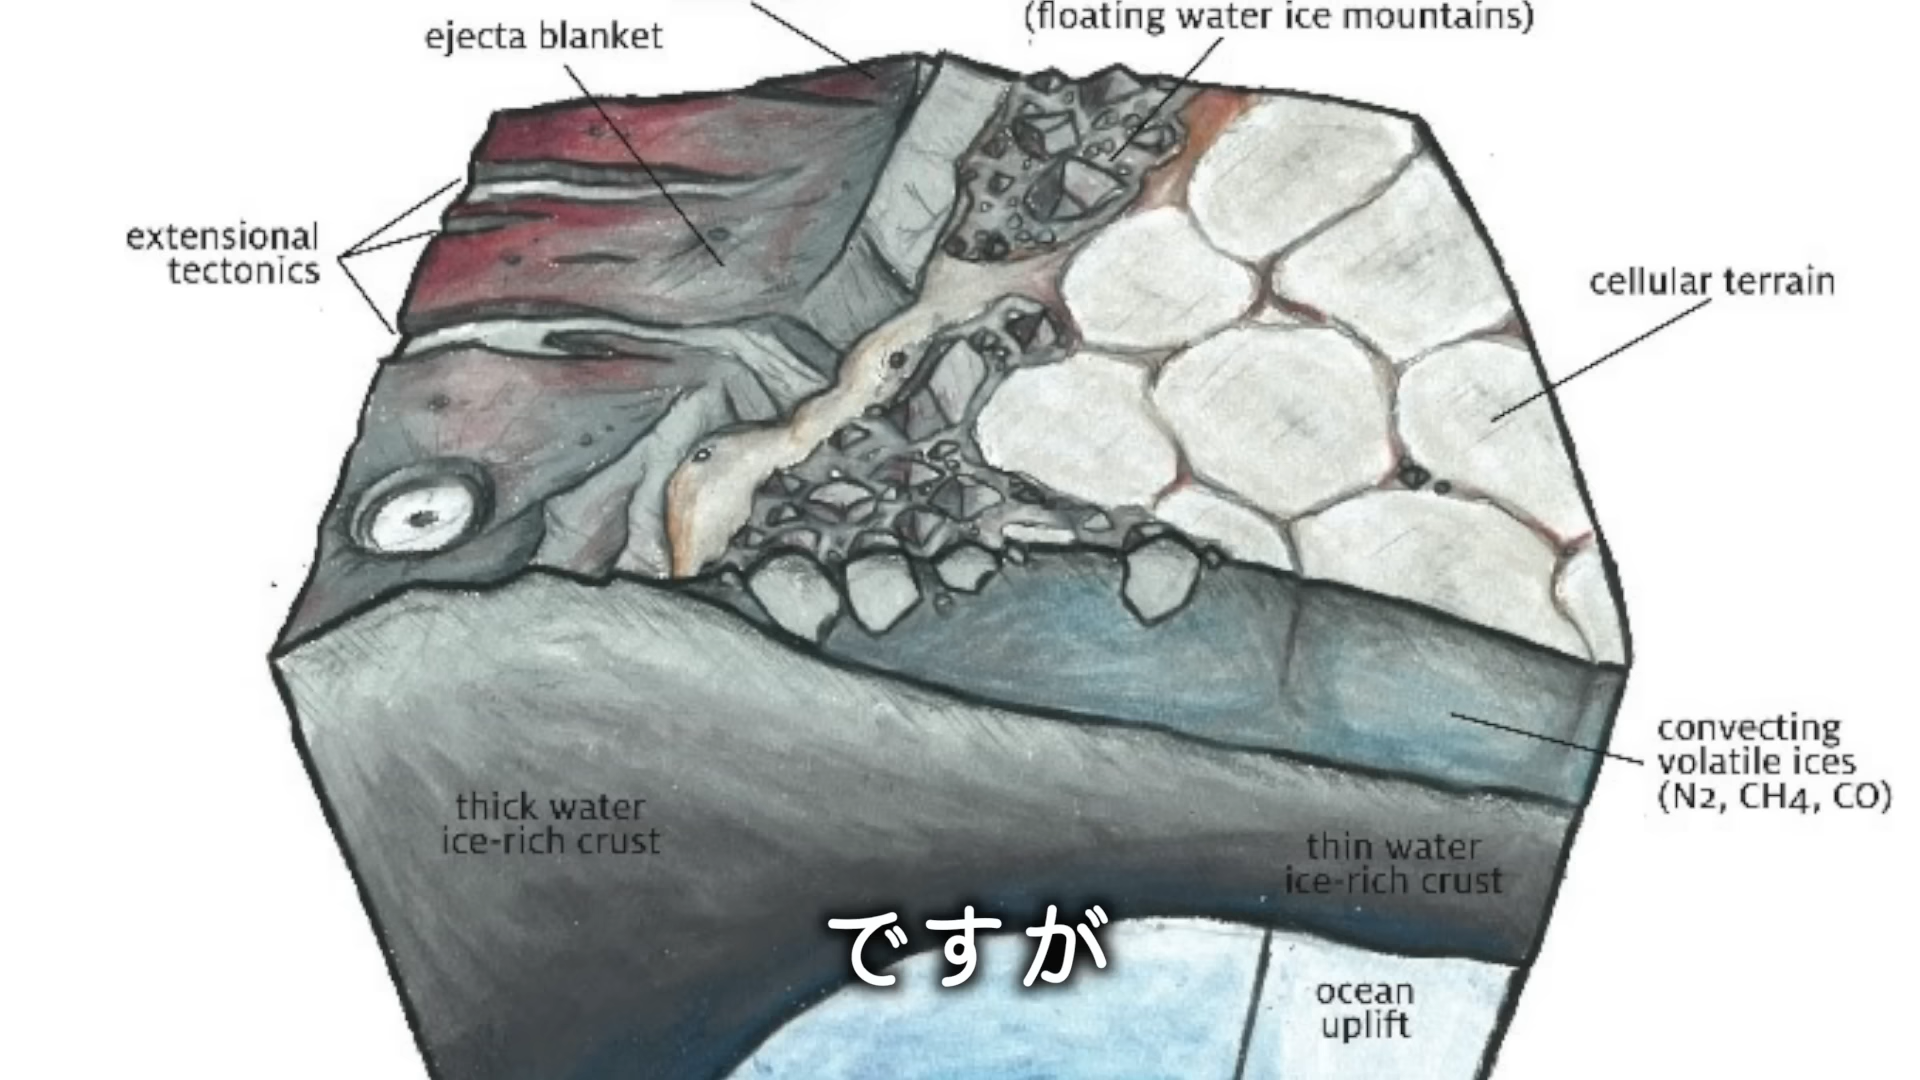 (floating water ice mountains)
ejecta blanket
extensional
tectonics
cellular terrain
convecting
volatile ices
(N2, CH4, CO)
thick water
ice-rich crust
thin water
ice-rich crust
ですが
ocean
uplift